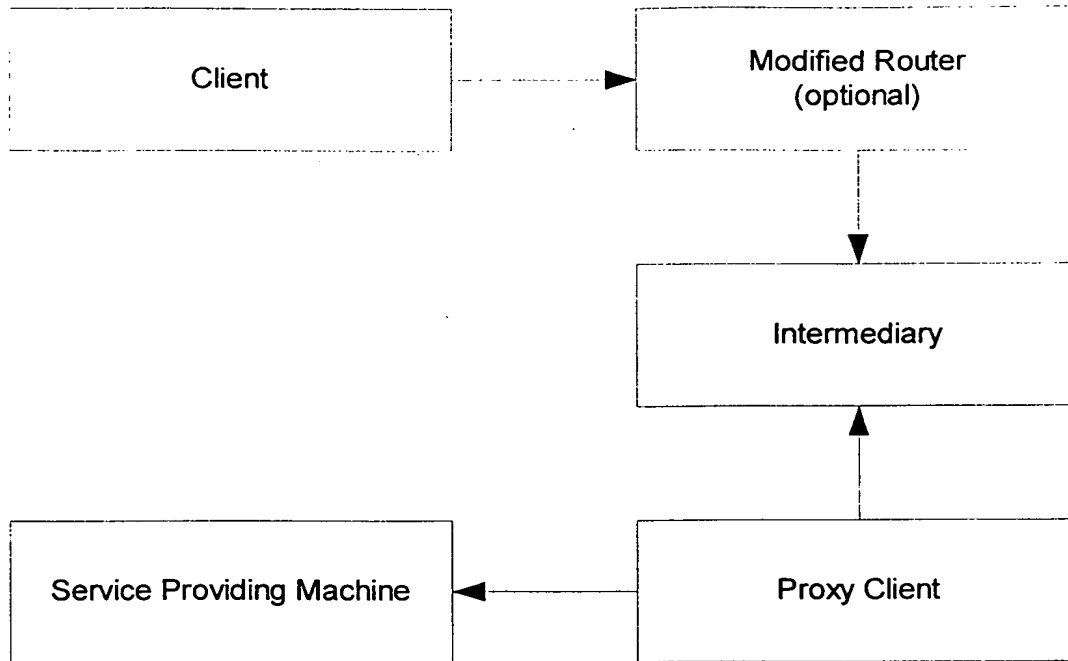 Client
Modified Router
(optional)
Intermediary
Service Providing Machine
Proxy Client